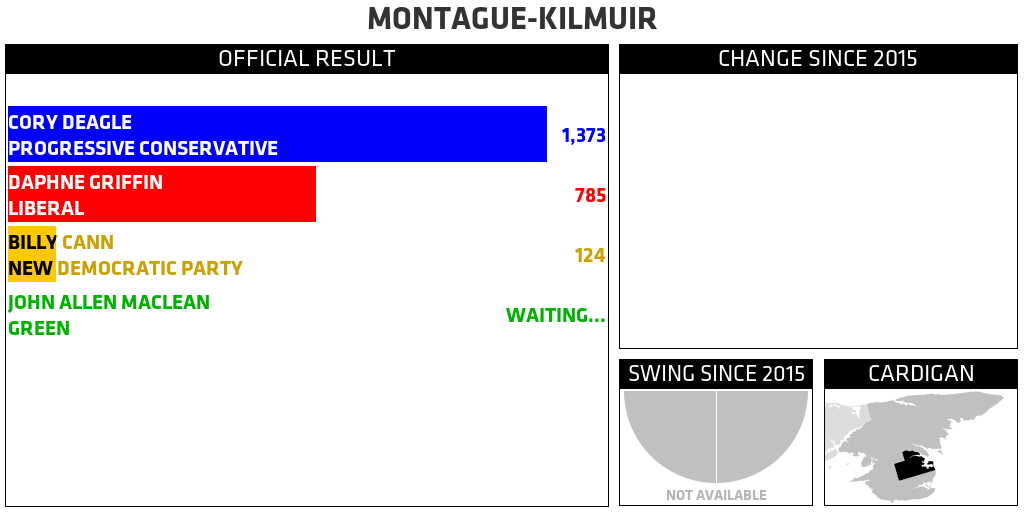 MONTAGUE-KILMUIR
OFFICIAL RESULT
CORY DEAGLE
PROGRESSIVE CONSERVATIVE
1,373
DAPHNE GRIFFIN
LIBERAL
785
BILLY CANN
NEW DEMOCRATIC PARTY
124
JOHN ALLEN MACLEAN
GREEN
WAITING...
CHANGE SINCE 2015
SWING SINCE 2015
NOT AVAILABLE
CARDIGAN